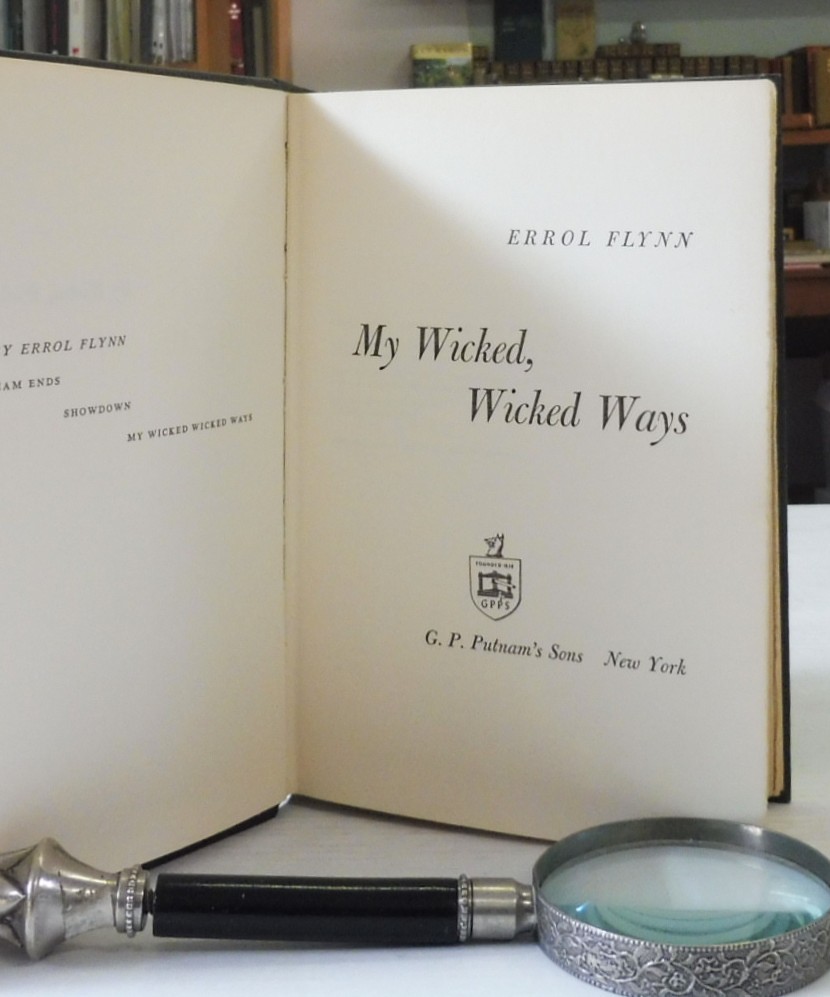 Y ERROL FLYNN
AM ENDS
SHOWDOWN
MY WICKED WICKED WAYS
ERROL FLYNN
My Wicked,
Wicked Ways
GPPS
G. P. Putnam's Sons New York